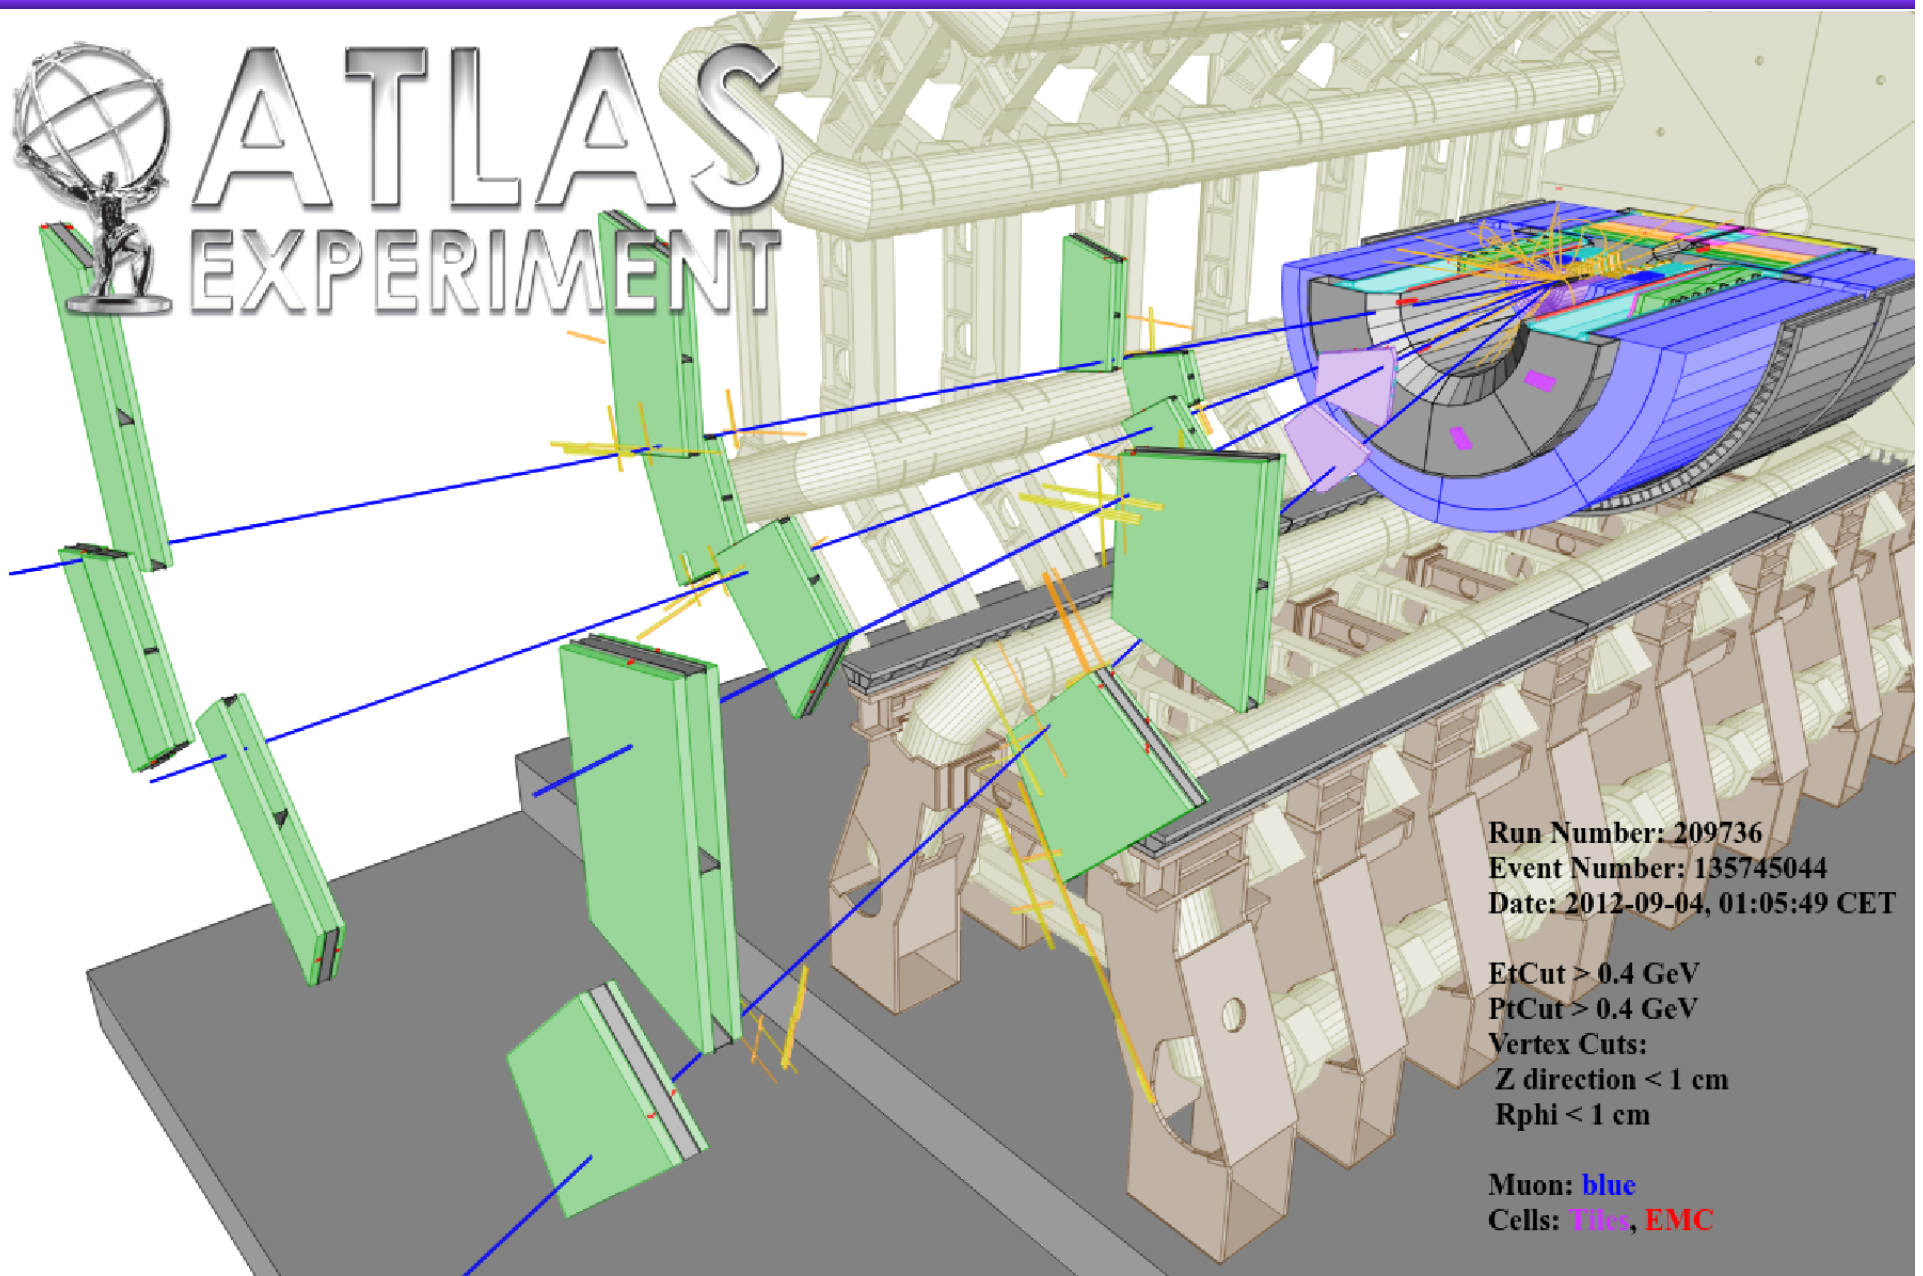 ATLAS
EXPERIMENT
Run Number: 209736
Event Number: 135745044
Date: 2012-09-04, 01:05:49 CET
EtCut > 0.4 GeV
PtCut > 0.4 GeV
Vertex Cuts:
Z direction < 1 cm
Rphi < 1 cm
Muon: blue
Cells: Tiles, EMC